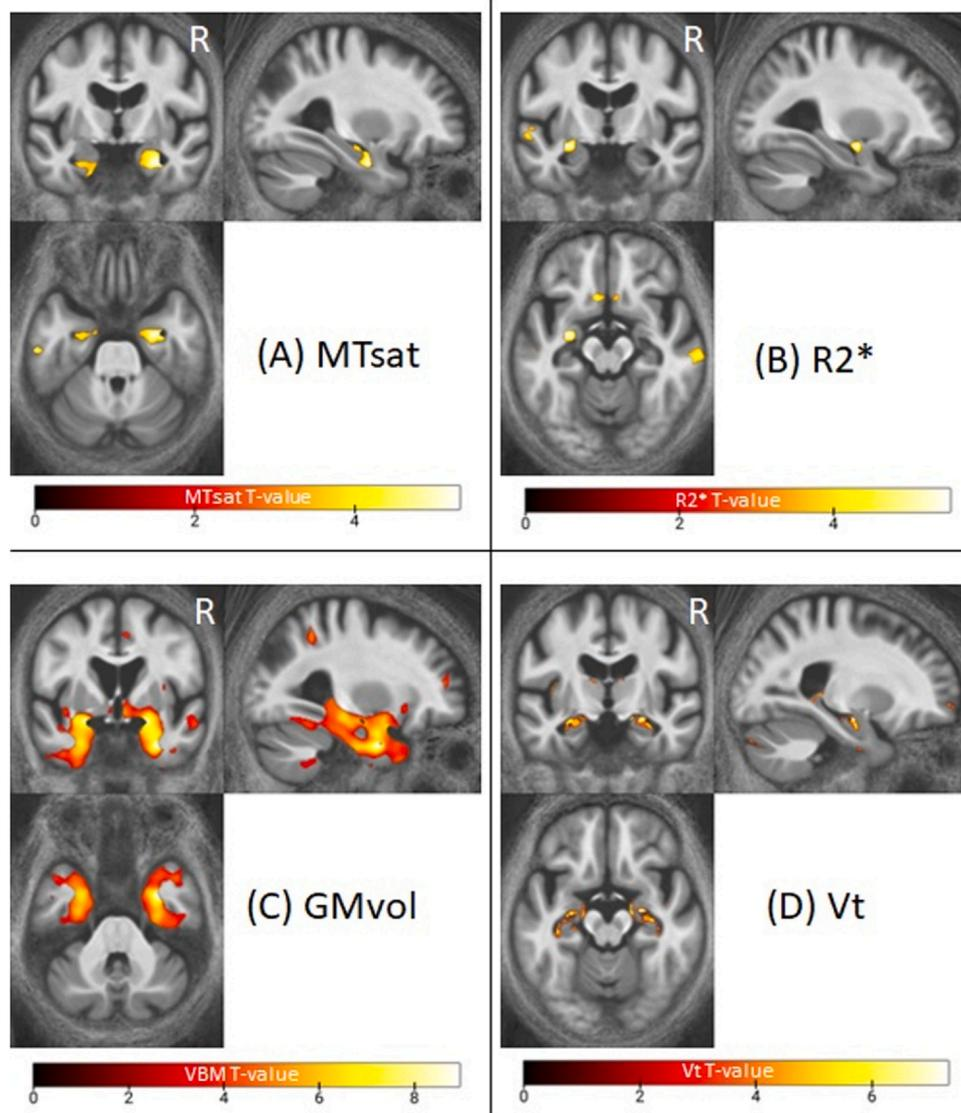 R
(A) MTsat
MTsat T-value
0 2 4
R
(B) R2*
R2* T-value
0 2 4
R
(C) GMvol
VBM T-value
0 2 4 6 8
R
(D) Vt
Vt T-value
0 2 4 6